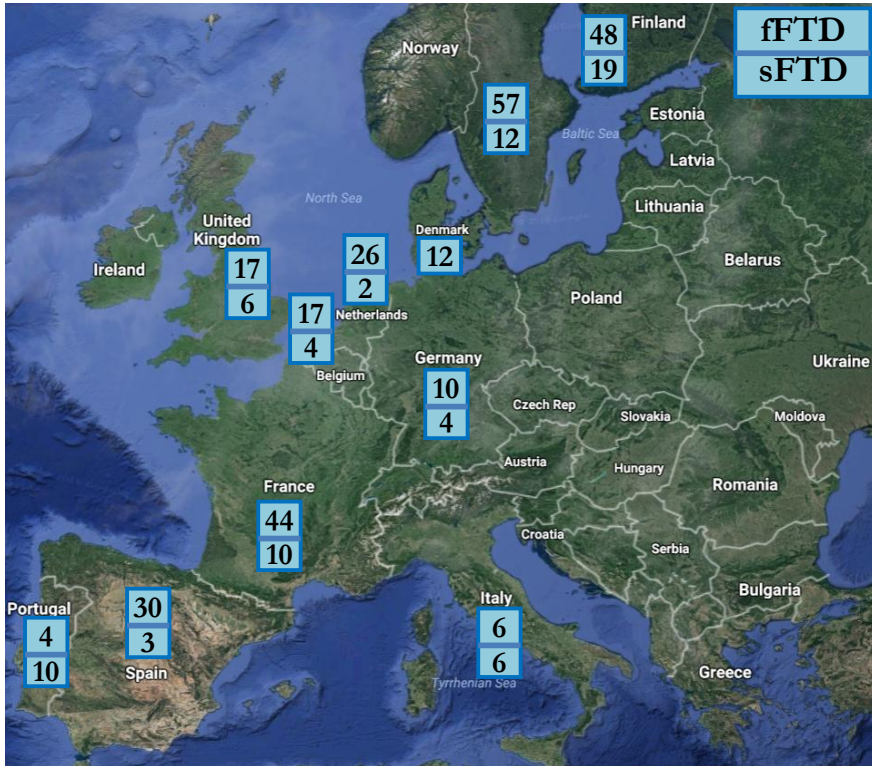 Finland
fFTD
sFTD
Norway
48
19
57
12
Baltic Sea
Estonia
Latvia
Lithuania
North Sea
United
Kingdom
Ireland
17
6
26
2
Denmark
12
Belarus
Poland
17
4
Netherlands
Belgium
Germany
10
4
Ukraine
Czech Rep
Slovakia
Moldova
Austria
Hungary
Romania
France
44
10
Croatia
Serbia
Bulgaria
Portugal
4
10
30
3
Spain
Italy
6
6
Tyrrhenian Sea
Greece